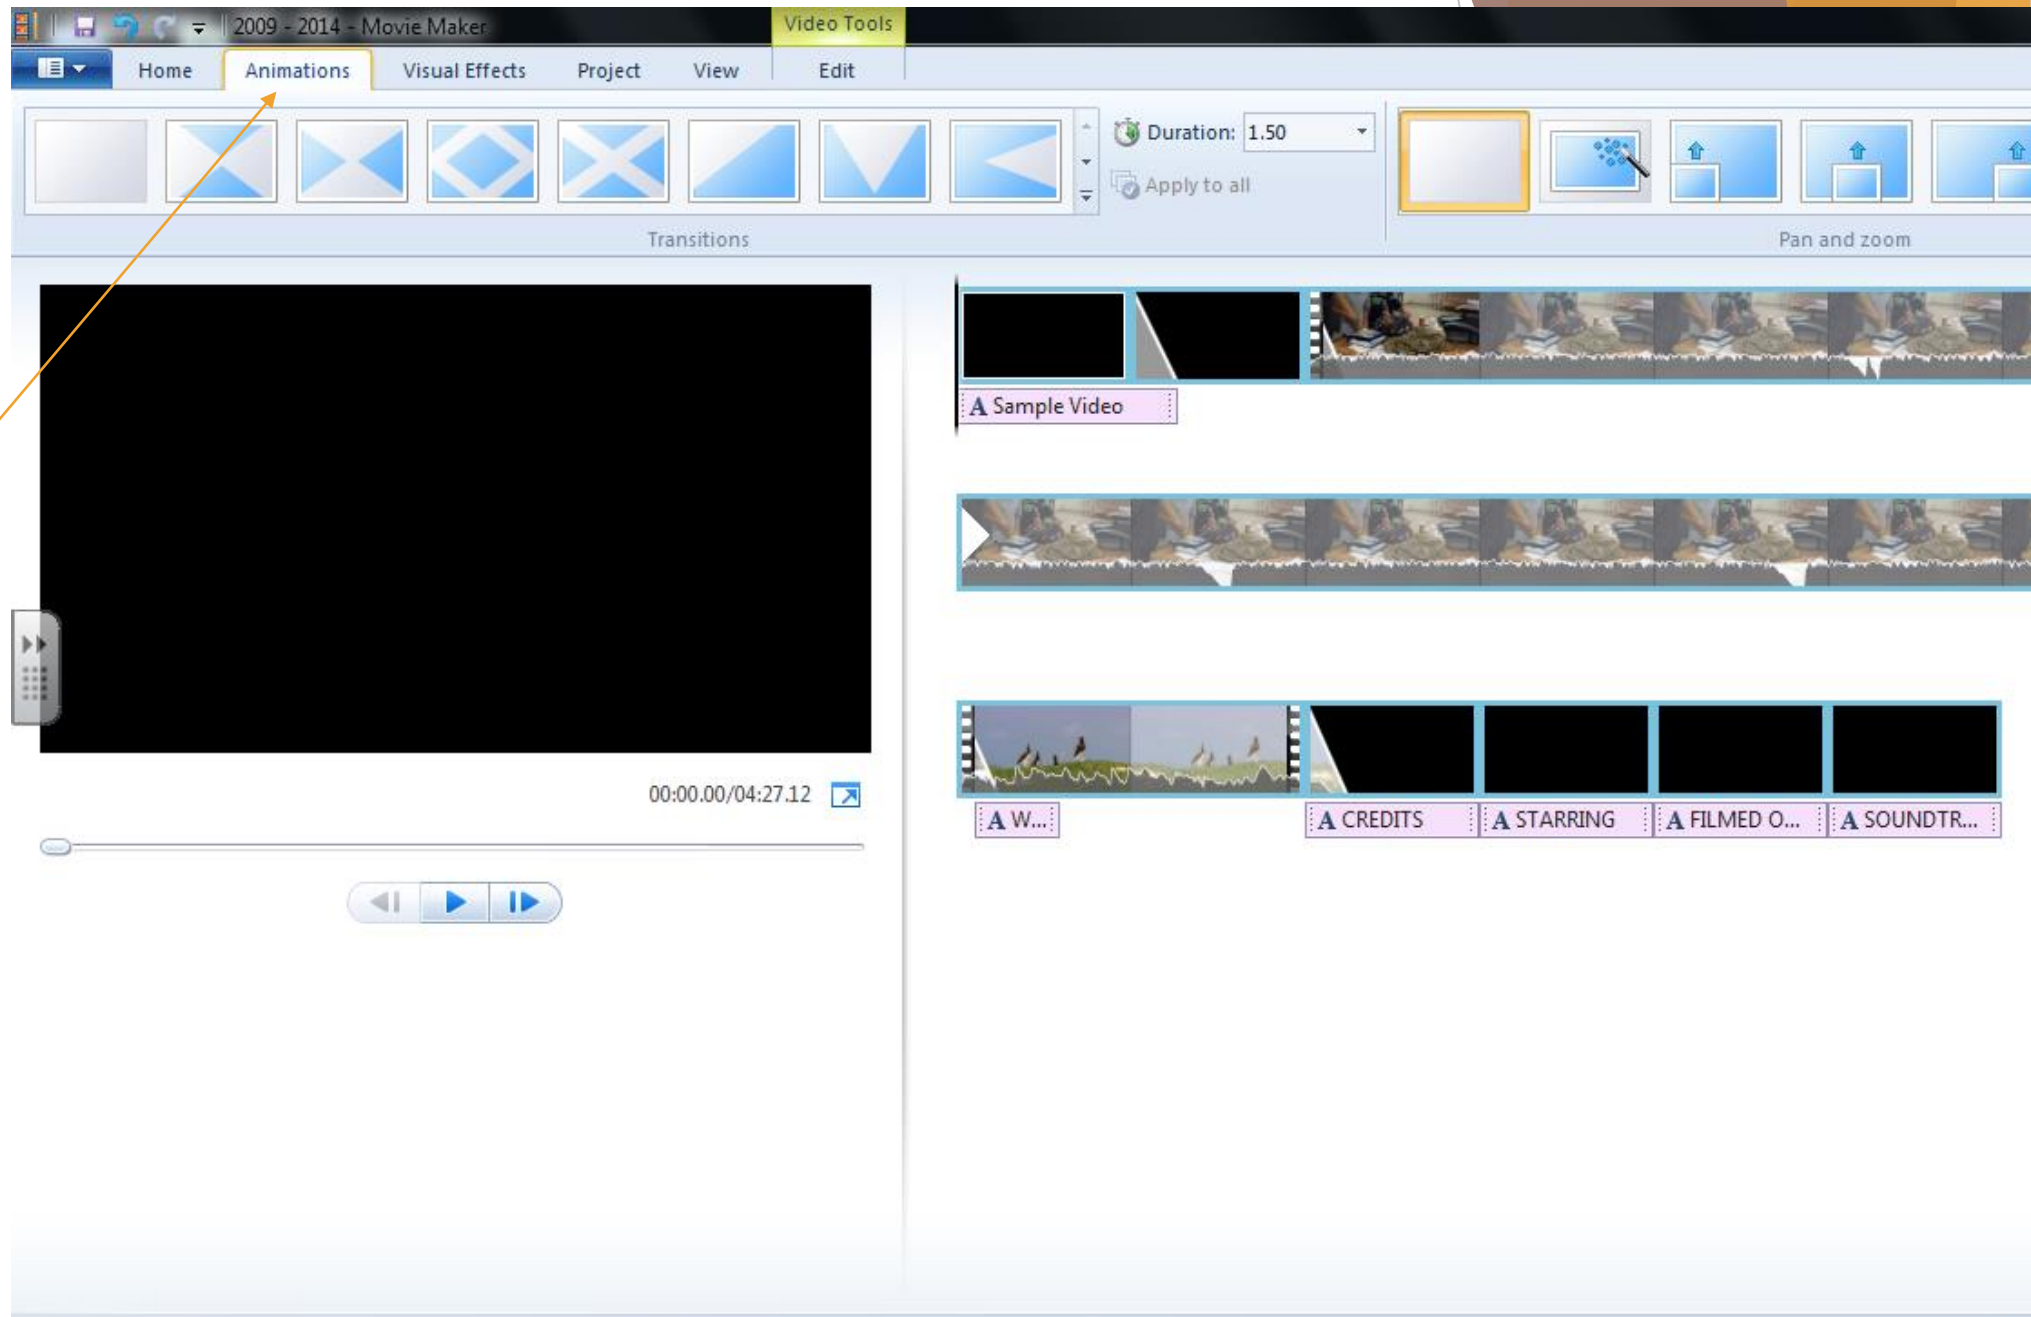 2009 - 2014 - Movie Maker
Video Tools
Home Animations Visual Effects Project View Edit
Duration: 1.50
Apply to all
Transitions
Pan and zoom
A Sample Video
00:00.00/04:27.12
A W...
A CREDITS
A STARRING
A FILMED O...
A SOUNDTR...